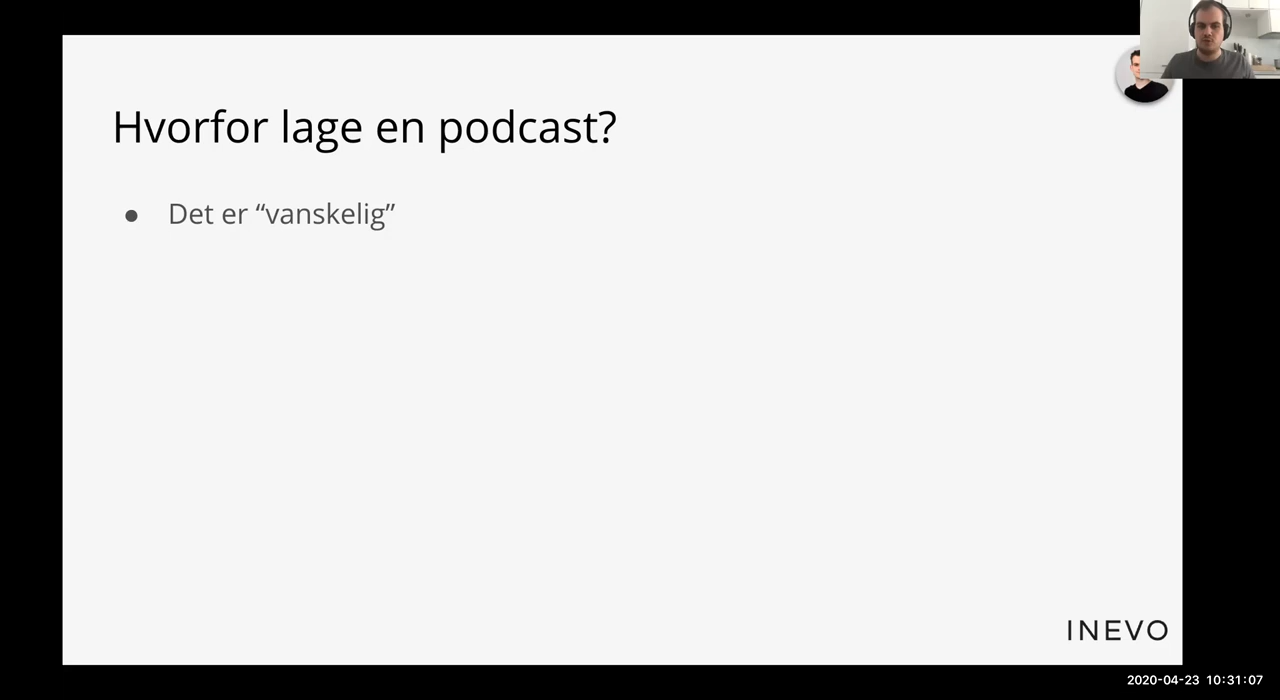 Hvorfor lage en podcast?
● Det er “vanskelig”
INEVO
2020-04-23 10:31:07